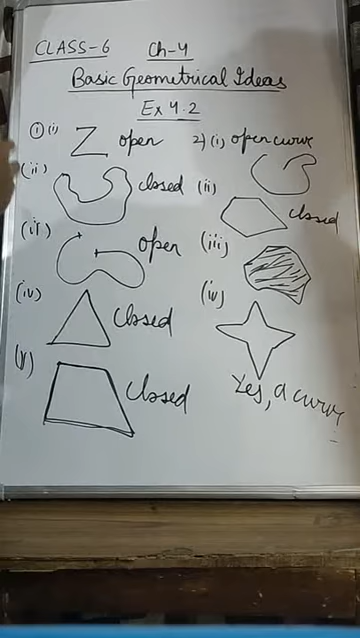 CLASS-6 Ch-4
Basic Geometrical Ideas
Ex 4.2
① (i) open
(ii) closed
(iii) open
(iv) Closed
(v) Closed
2) (i) open curve
(ii) closed
(iii)
(iv)
Yes, a curve